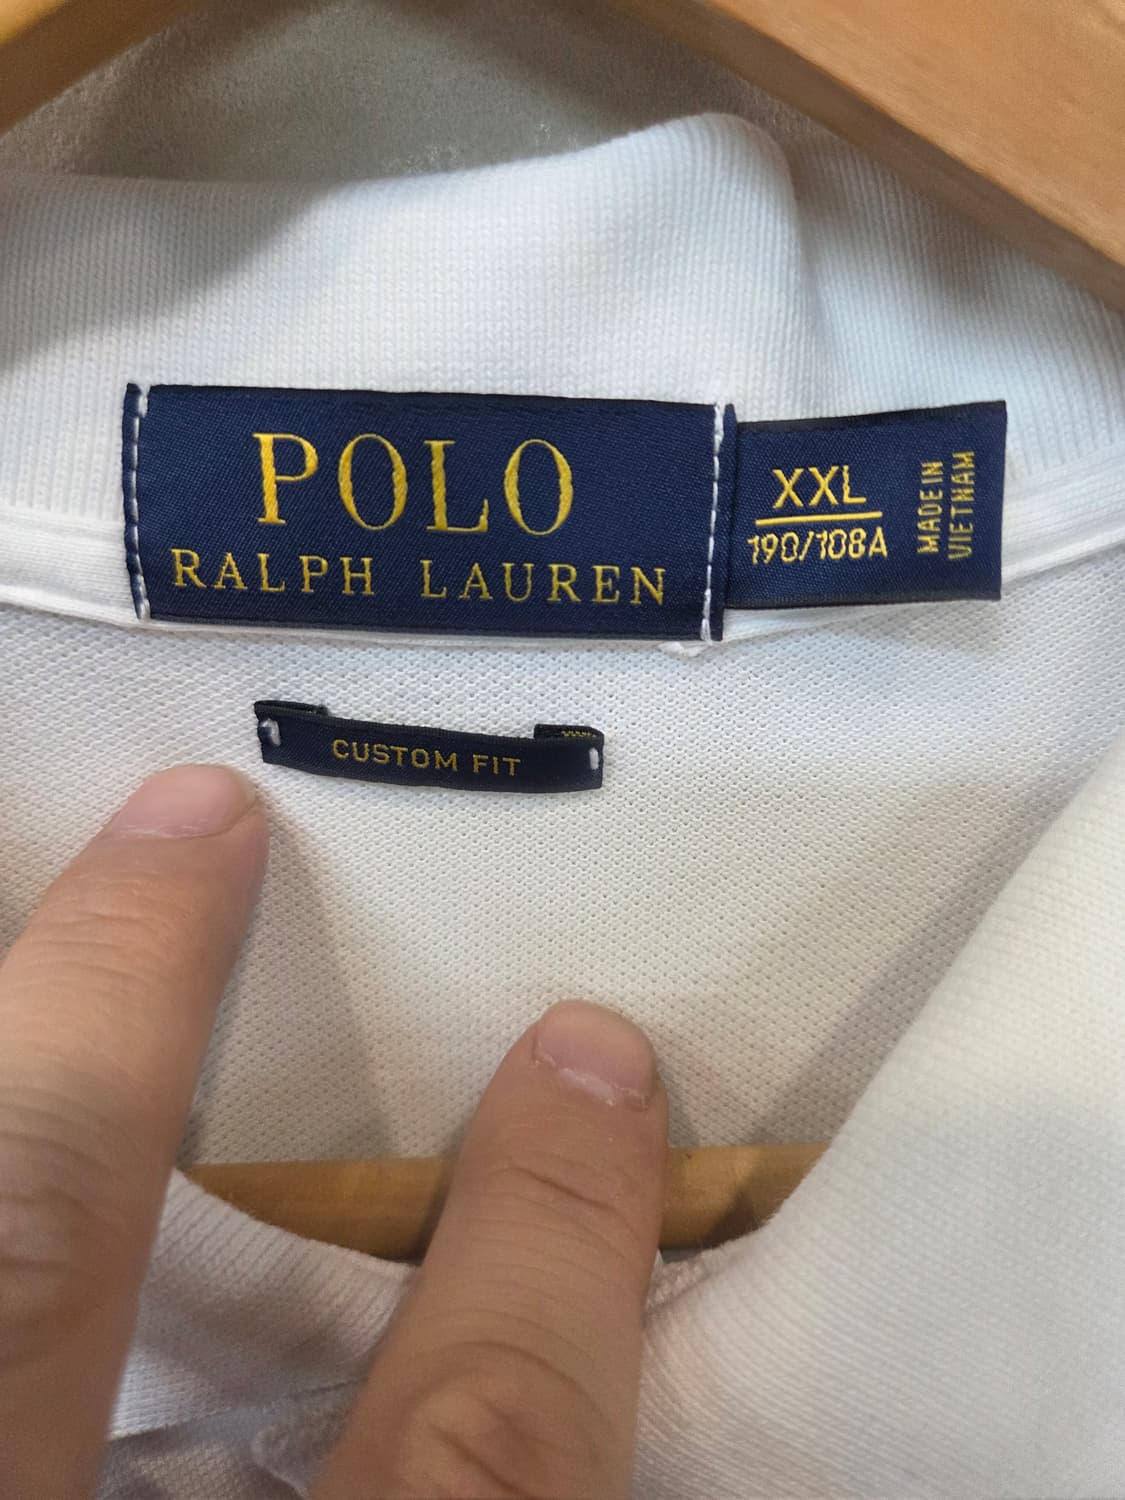 POLO
RALPH LAUREN
XXL
190/108A
MADE IN
VIETNAM
CUSTOM FIT